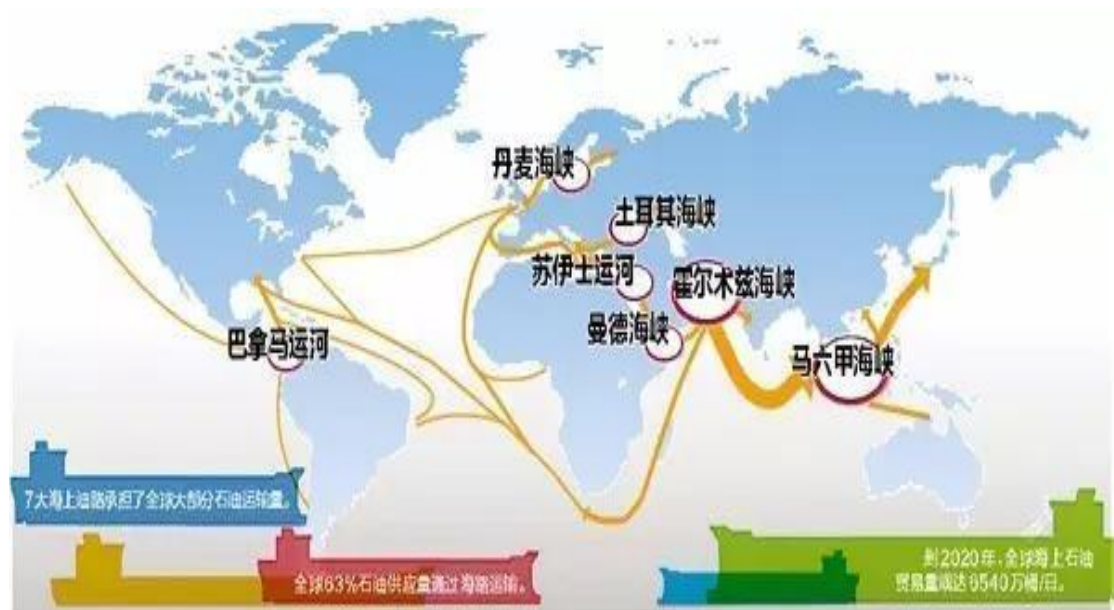 丹麦海峡
土耳其海峡
苏伊士运河
霍尔木兹海峡
曼德海峡
巴拿马运河
马六甲海峡
7大海上油路承担了全球大部分石油运输量。
全球63%石油供应量通过海路运输。
到2020年，全球海上石油
贸易量端达6540万桶/日。